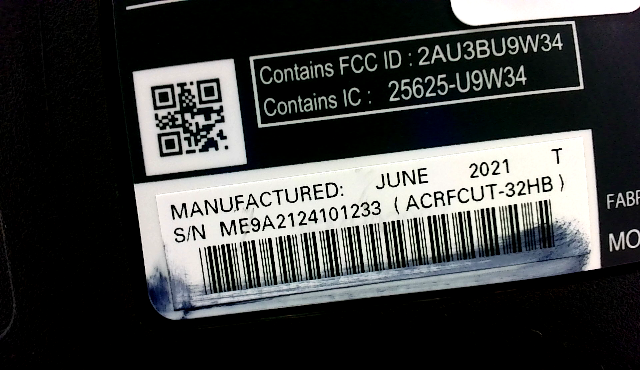 Contains FCC ID : 2AU3BU9W34
Contains IC : 25625-U9W34
MANUFACTURED: JUNE 2021 T
S/N ME9A2124101233 ( ACRFCUT-32HB )